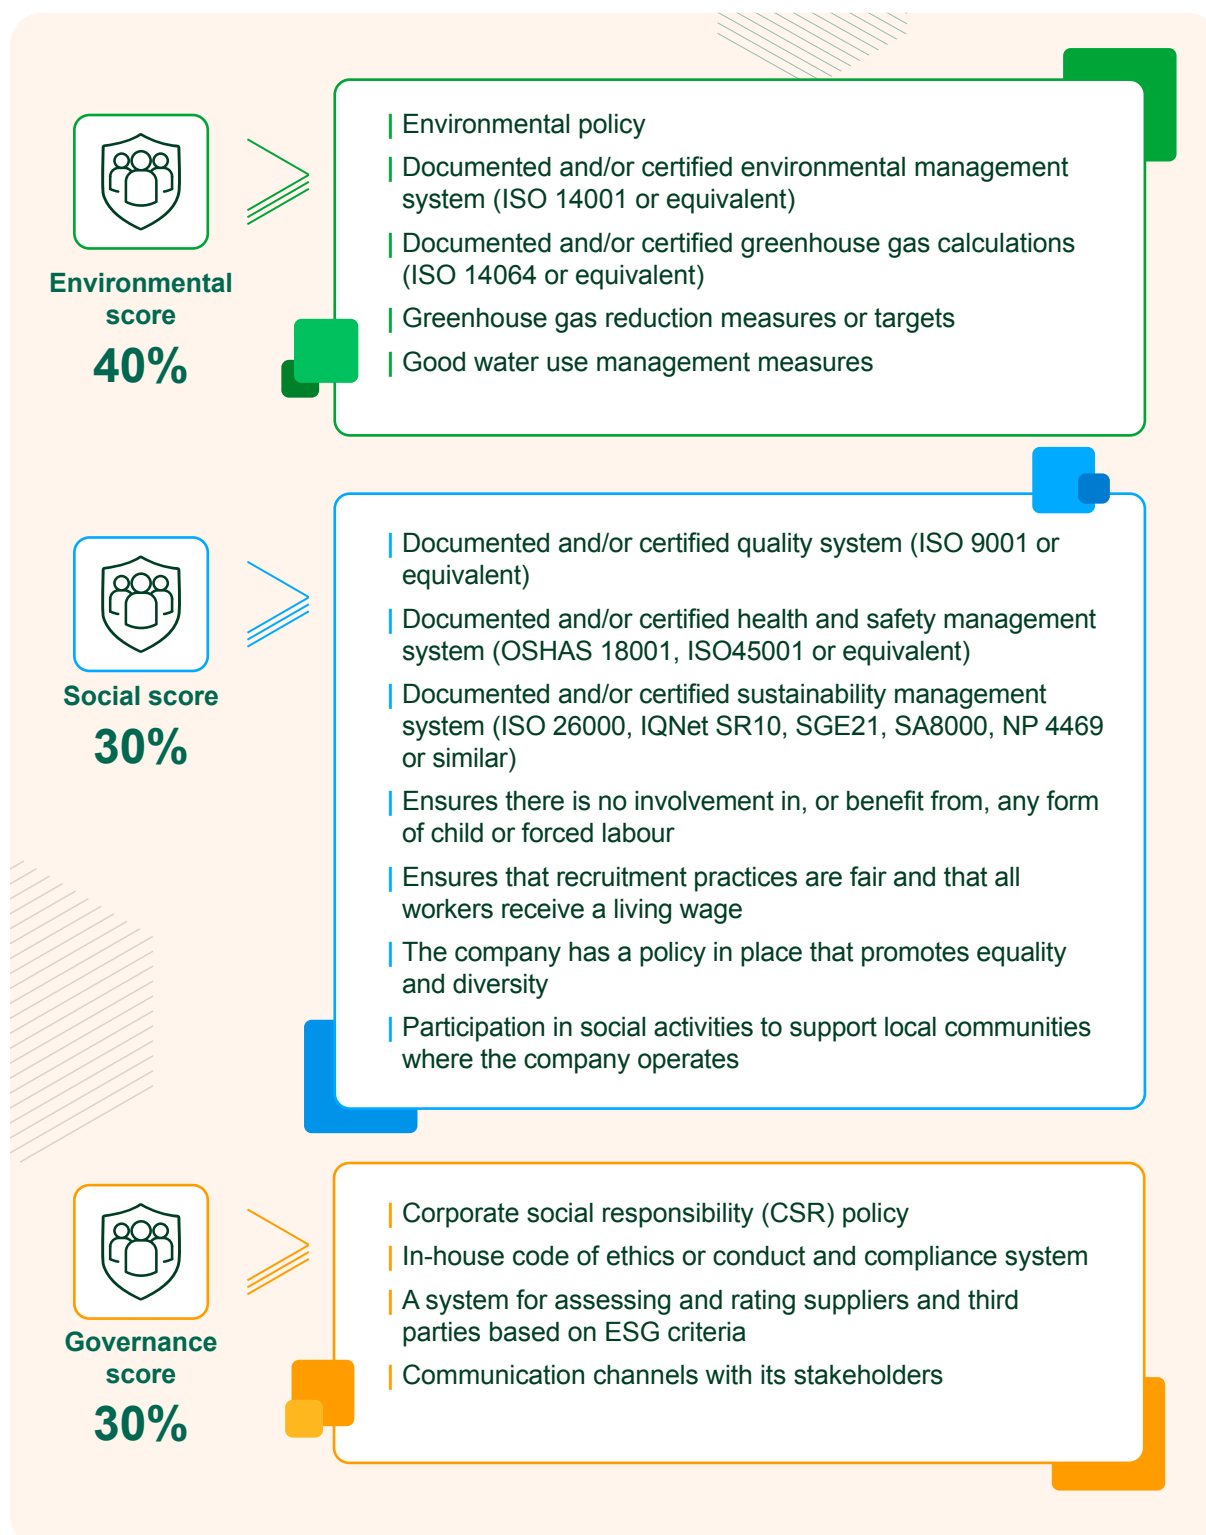 Environmental
score
40%
| Environmental policy
| Documented and/or certified environmental management
system (ISO 14001 or equivalent)
| Documented and/or certified greenhouse gas calculations
(ISO 14064 or equivalent)
| Greenhouse gas reduction measures or targets
| Good water use management measures
Social score
30%
| Documented and/or certified quality system (ISO 9001 or
equivalent)
| Documented and/or certified health and safety management
system (OSHAS 18001, ISO45001 or equivalent)
| Documented and/or certified sustainability management
system (ISO 26000, IQNet SR10, SGE21, SA8000, NP 4469
or similar)
| Ensures there is no involvement in, or benefit from, any form
of child or forced labour
| Ensures that recruitment practices are fair and that all
workers receive a living wage
| The company has a policy in place that promotes equality
and diversity
| Participation in social activities to support local communities
where the company operates
Governance
score
30%
| Corporate social responsibility (CSR) policy
| In-house code of ethics or conduct and compliance system
| A system for assessing and rating suppliers and third
parties based on ESG criteria
| Communication channels with its stakeholders